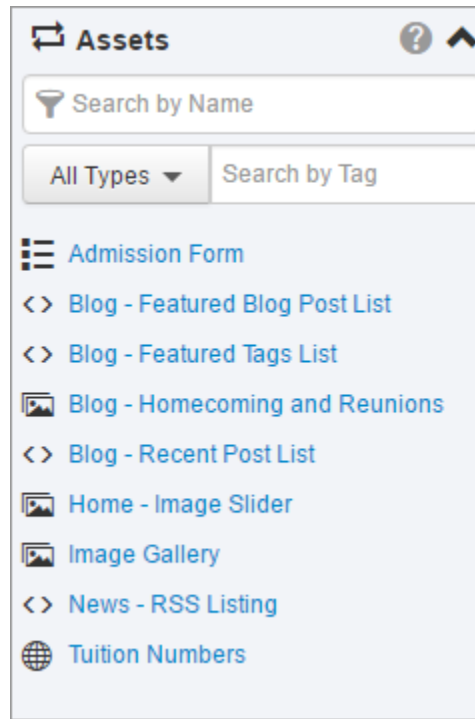 Assets
Search by Name
All Types Search by Tag
Admission Form
Blog - Featured Blog Post List
Blog - Featured Tags List
Blog - Homecoming and Reunions
Blog - Recent Post List
Home - Image Slider
Image Gallery
News - RSS Listing
Tuition Numbers